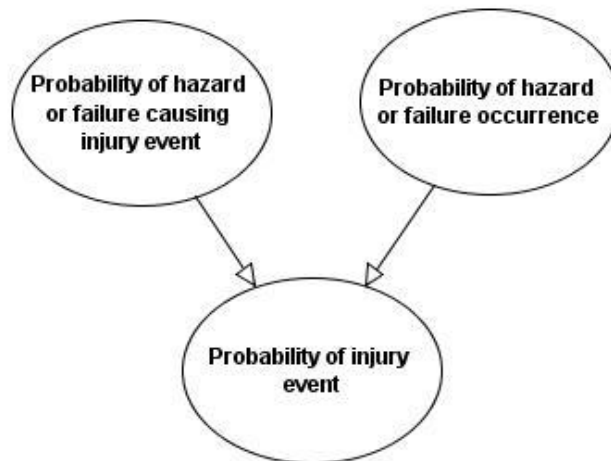 Probability of hazard
or failure causing
injury event
Probability of hazard
or failure occurrence
Probability of injury
event